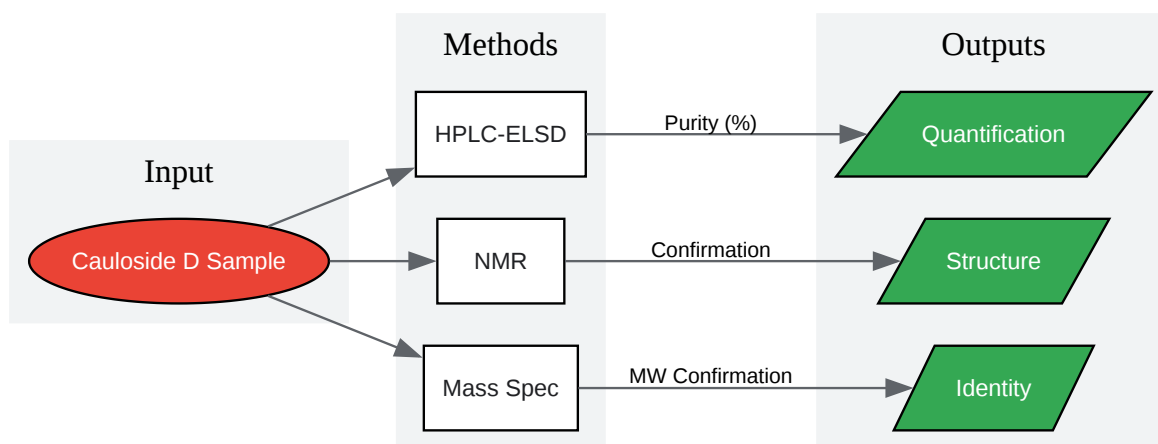 Methods
Outputs
Input
HPLC-ELSD
Purity (%)
Quantification
Cauloside D Sample
NMR
Confirmation
Structure
Mass Spec
MW Confirmation
Identity